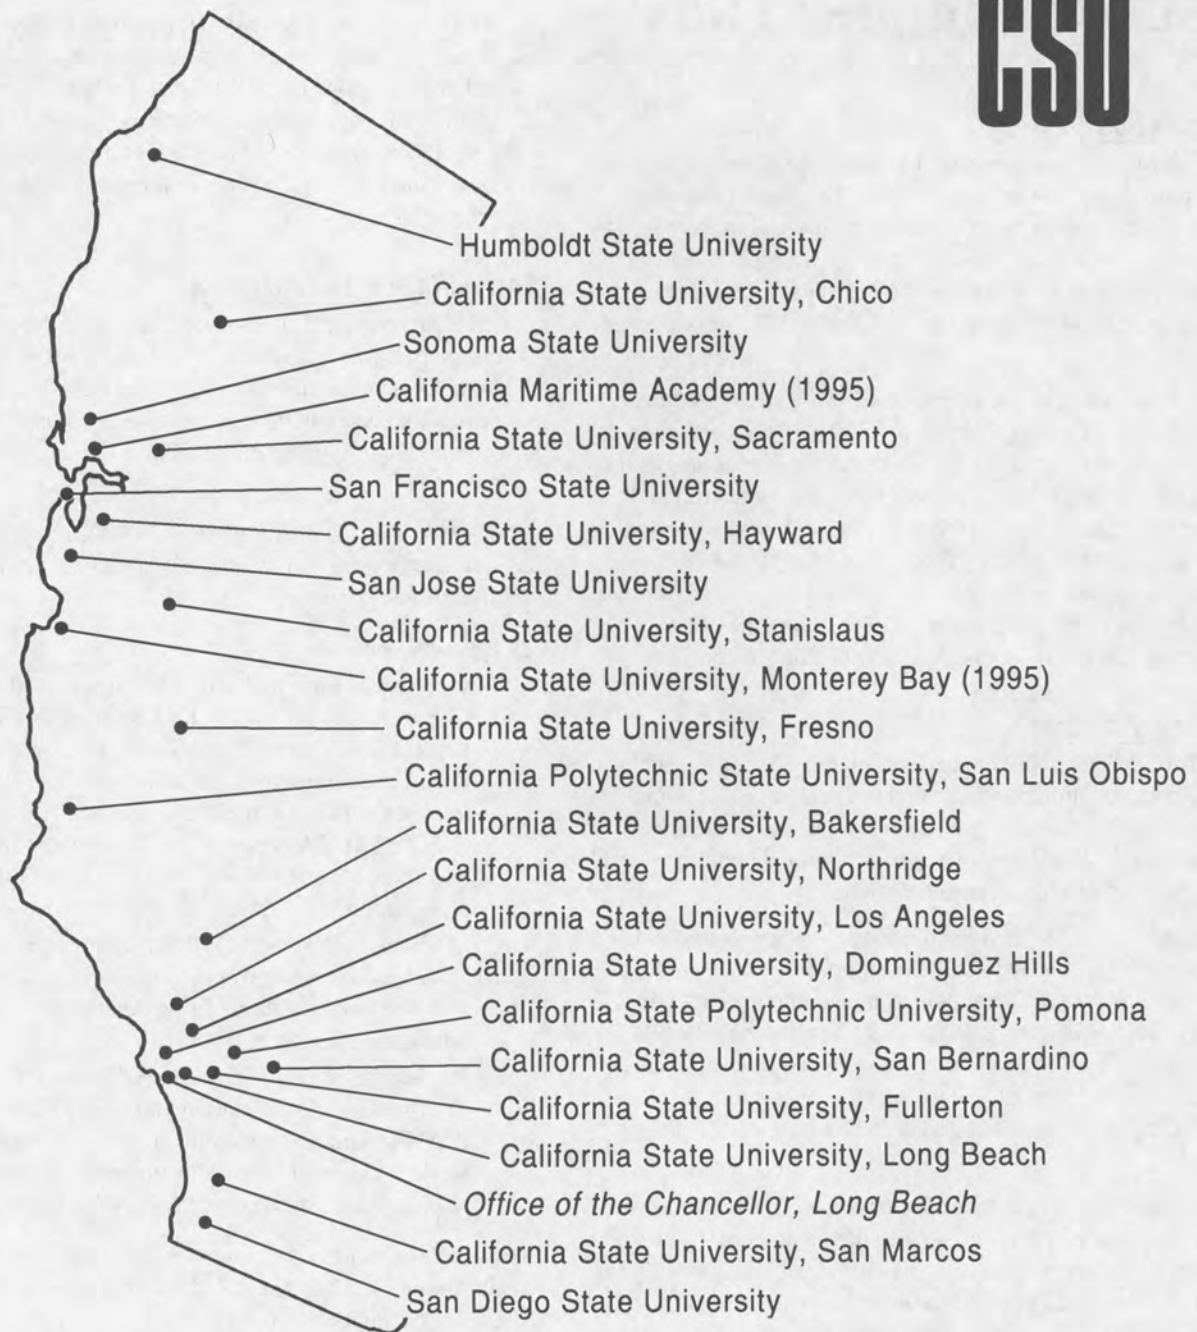 CSU
Humboldt State University
California State University, Chico
Sonoma State University
California Maritime Academy (1995)
California State University, Sacramento
San Francisco State University
California State University, Hayward
San Jose State University
California State University, Stanislaus
California State University, Monterey Bay (1995)
California State University, Fresno
California Polytechnic State University, San Luis Obispo
California State University, Bakersfield
California State University, Northridge
California State University, Los Angeles
California State University, Dominguez Hills
California State Polytechnic University, Pomona
California State University, San Bernardino
California State University, Fullerton
California State University, Long Beach
Office of the Chancellor, Long Beach
California State University, San Marcos
San Diego State University